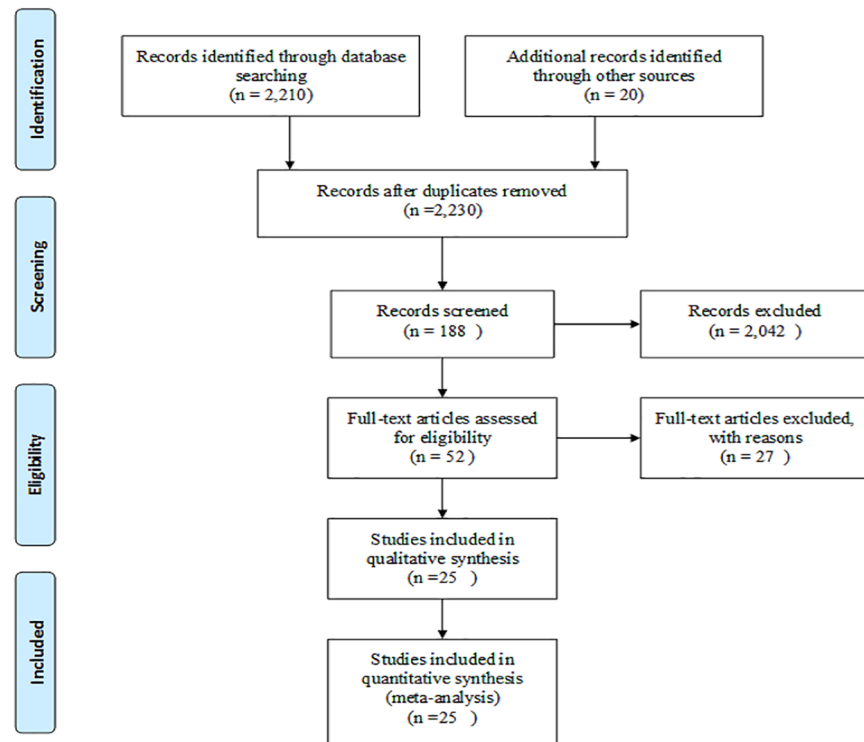 Identification
Records identified through database
searching
(n = 2,210)
Additional records identified
through other sources
(n = 20)
Records after duplicates removed
(n =2,230)
Screening
Records screened
(n = 188  )
Records excluded
(n = 2,042  )
Eligibility
Full-text articles assessed
for eligibility
(n = 52  )
Full-text articles excluded,
with reasons
(n = 27  )
Studies included in
qualitative synthesis
(n =25  )
Included
Studies included in
quantitative synthesis
(meta-analysis)
(n =25  )